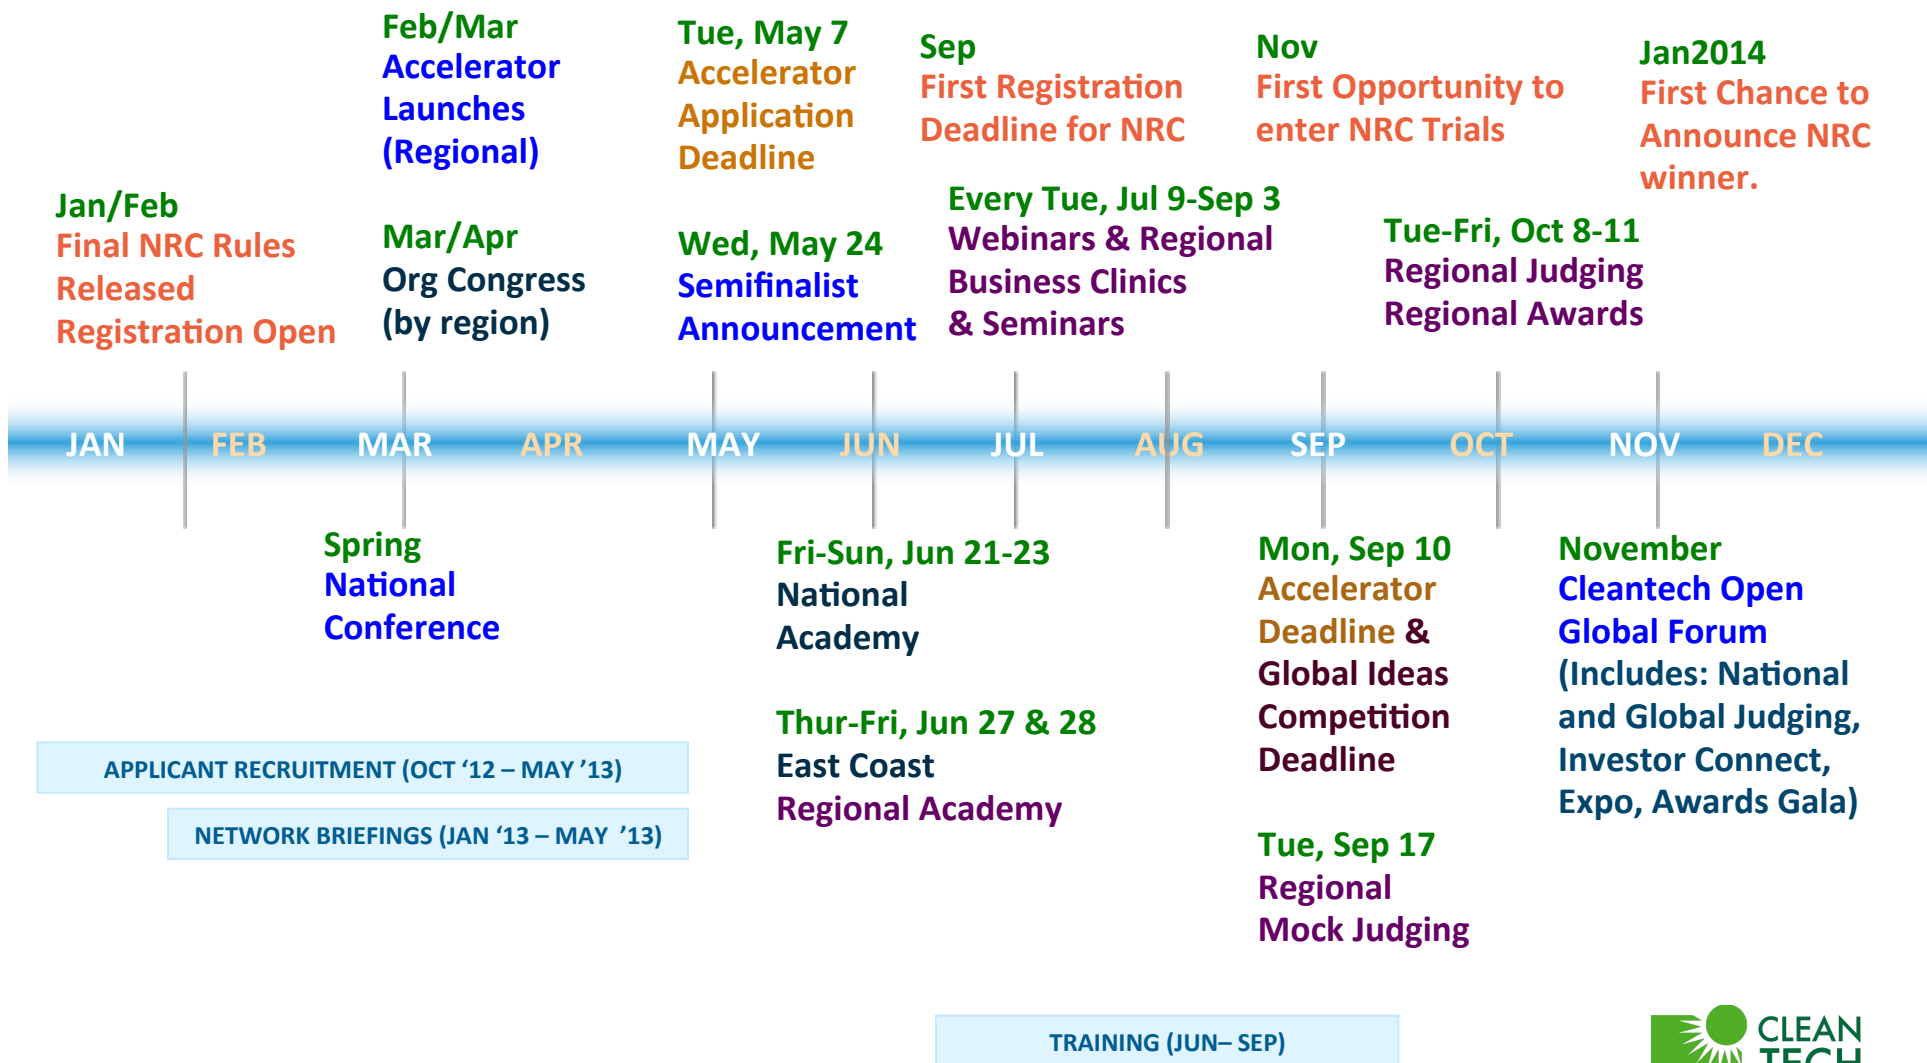 Feb/Mar
Accelerator
Launches
(Regional)
Tue, May 7
Accelerator
Application
Deadline
Sep
First Registration
Deadline for NRC
Nov
First Opportunity to
enter NRC Trials
Jan2014
First Chance to
Announce NRC
winner.
Jan/Feb
Final NRC Rules
Released
Registration Open
Mar/Apr
Org Congress
(by region)
Wed, May 24
Semifinalist
Announcement
Every Tue, Jul 9-Sep 3
Webinars & Regional
Business Clinics
& Seminars
Tue-Fri, Oct 8-11
Regional Judging
Regional Awards
JAN FEB MAR APR MAY JUN JUL AUG SEP OCT NOV DEC
Spring
National
Conference
Fri-Sun, Jun 21-23
National
Academy
Thur-Fri, Jun 27 & 28
East Coast
Regional Academy
Mon, Sep 10
Accelerator
Deadline &
Global Ideas
Competition
Deadline
Tue, Sep 17
Regional
Mock Judging
November
Cleantech Open
Global Forum
(Includes: National
and Global Judging,
Investor Connect,
Expo, Awards Gala)
APPLICANT RECRUITMENT (OCT ‘12 – MAY ’13)
NETWORK BRIEFINGS (JAN ‘13 – MAY ’13)
TRAINING (JUN– SEP)
CLEAN
TECH